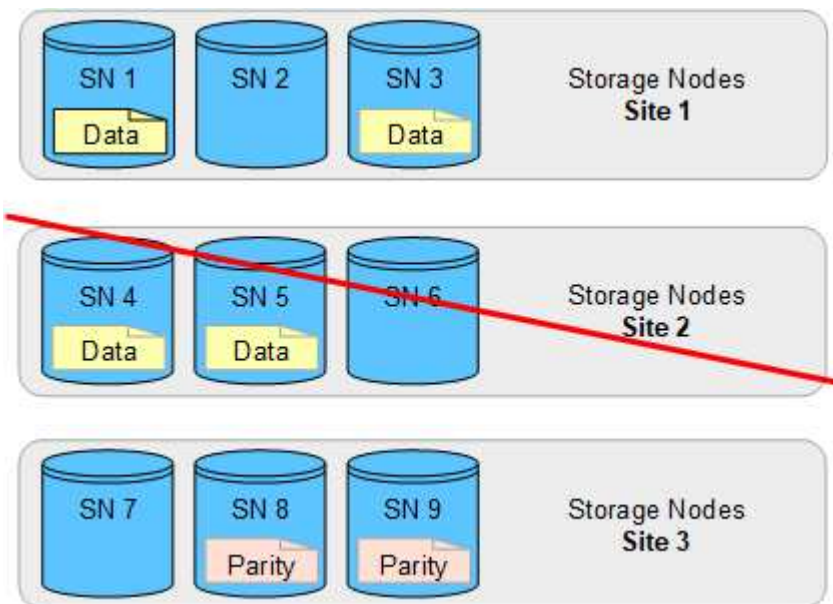 SN 1 SN 2 SN 3 Storage Nodes
Site 1
Data Data
SN 4 SN 5 SN 6 Storage Nodes
Site 2
Data Data
SN 7 SN 8 SN 9 Storage Nodes
Site 3
Parity Parity